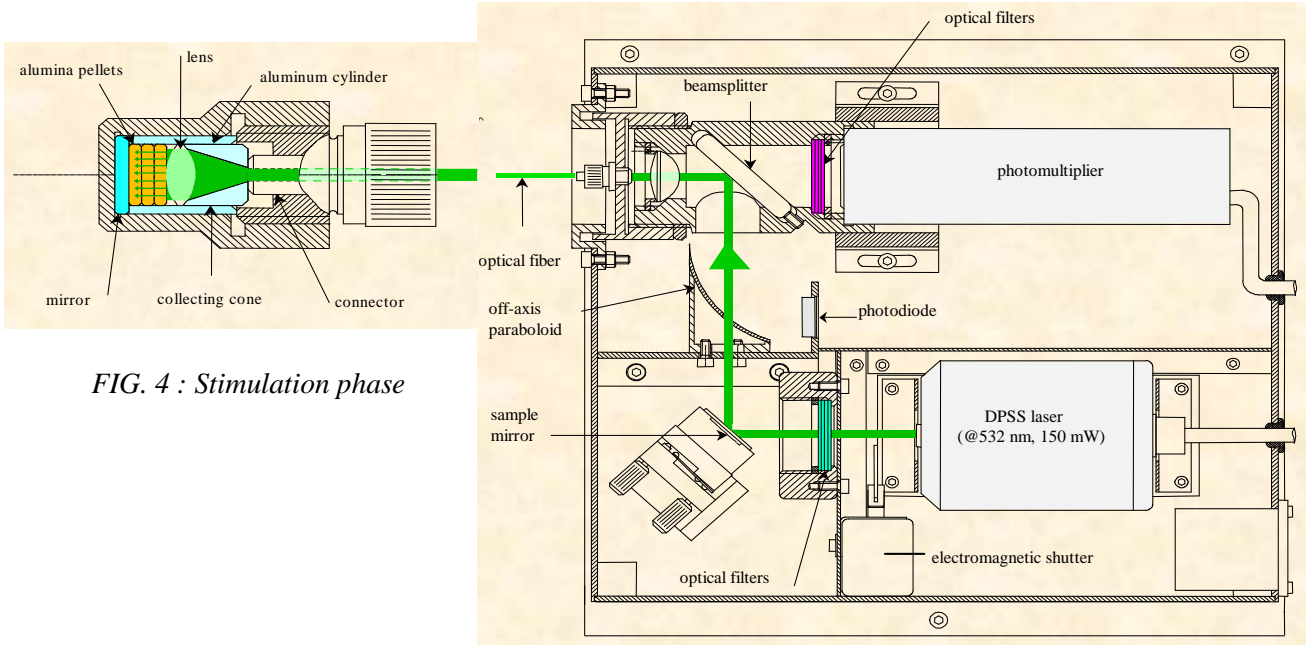 lens
alumina pellets
aluminum cylinder
mirror
collecting cone
connector
FIG. 4 : Stimulation phase
optical filters
beamsplitter
photomultiplier
optical fiber
off-axis
paraboloid
photodiode
sample
mirror
DPSS laser
(@532 nm, 150 mW)
electromagnetic shutter
optical filters